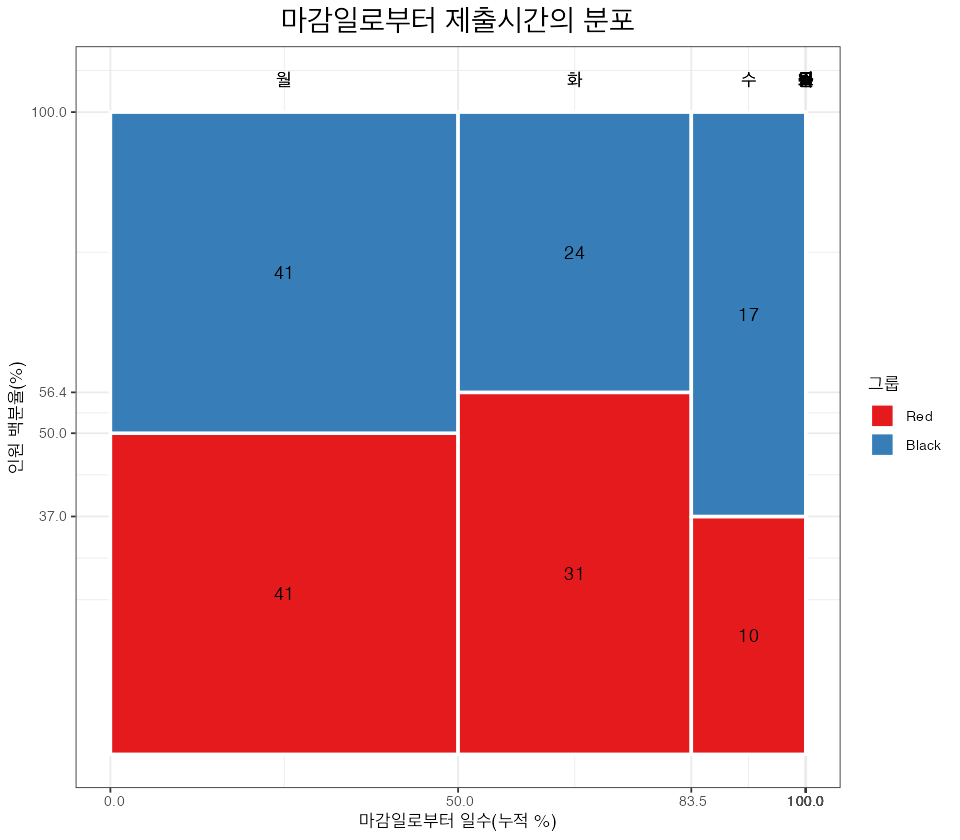 마감일로부터 제출시간의 분포
월 화 수
100.0
41 24 17
56.4
50.0
37.0
41 31 10
인원 백분율(%)
0.0 50.0 83.5 100.0
마감일로부터 일수(누적 %)
그룹
Red
Black